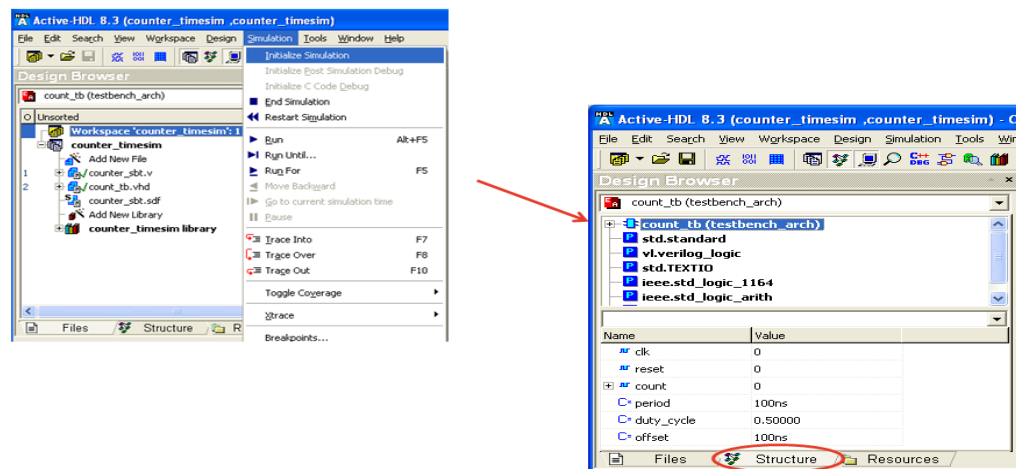 Active-HDL 8.3 (counter_timesim ,counter_timesim)
File Edit Search View Workspace Design Simulation Tools Window Help
Design Browser
count_tb (testbench_arch)
Unsorted
Workspace 'counter_timesim': 1
counter_timesim
Add New File
1 counter_sbt.v
2 count_tb.vhd
counter_sbt.sdf
Add New Library
counter_timesim library
Files Structure R
Initialize Simulation
Initialize Post Simulation Debug
Initialize C Code Debug
End Simulation
Restart Simulation
Run Alt+F5
Run Until...
Run For F5
Move Backward
Go to current simulation time
Pause
Trace Into F7
Trace Over F8
Trace Out F10
Toggle Coverage
Xtrace
Breakpoints...
Active-HDL 8.3 (counter_timesim ,counter_timesim) - C
File Edit Search View Workspace Design Simulation Tools Win
C++ DBG
Design Browser
count_tb (testbench_arch)
count_tb (testbench_arch)
std.standard
vl.verilog_logic
std.TEXTIO
ieee.std_logic_1164
ieee.std_logic_arith
Name Value
clk 0
reset 0
count 0
period 100ns
duty_cycle 0.50000
offset 100ns
Files Structure Resources